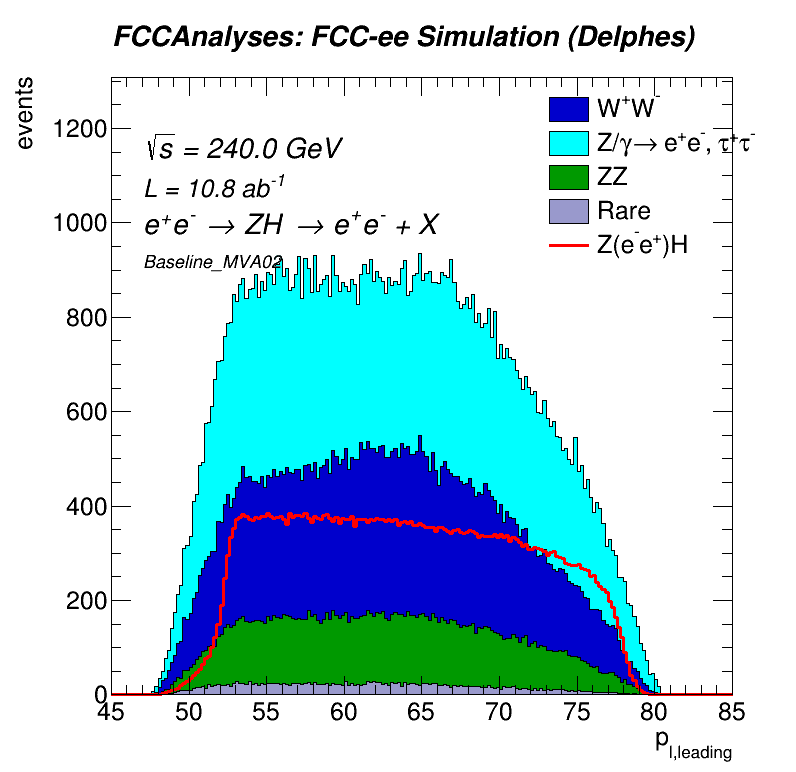 FCCAnalyses: FCC-ee Simulation (Delphes)
events
√s = 240.0 GeV
L = 10.8 ab⁻¹
e⁺e⁻ → ZH → e⁺e⁻ + X
Baseline_MVA02
W⁺W⁻
Z/γ→ e⁺e⁻, τ⁺τ⁻
ZZ
Rare
Z(e⁻e⁺)H
1200
1000
800
600
400
200
0
45 50 55 60 65 70 75 80 85
p_l,leading